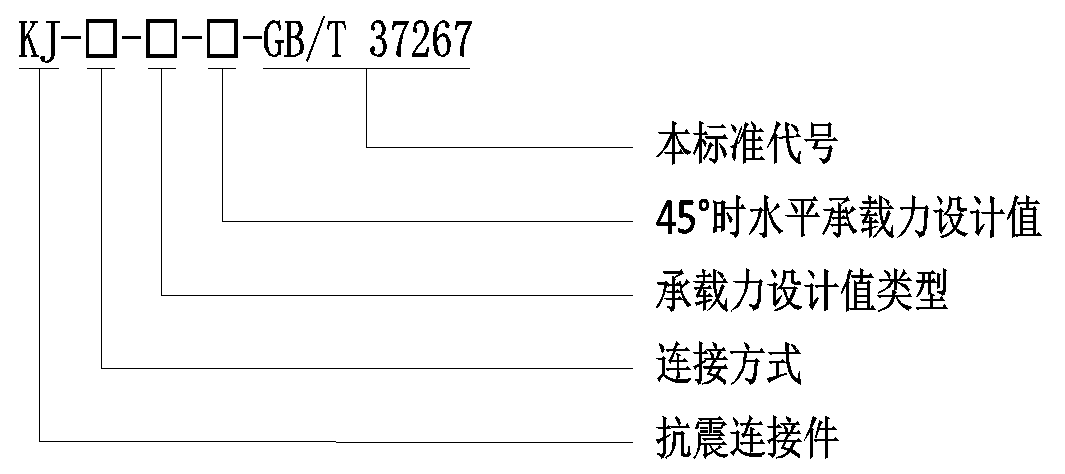 KJ-□-□-□-GB/T 37267
本标准代号
45°时水平承载力设计值
承载力设计值类型
连接方式
抗震连接件